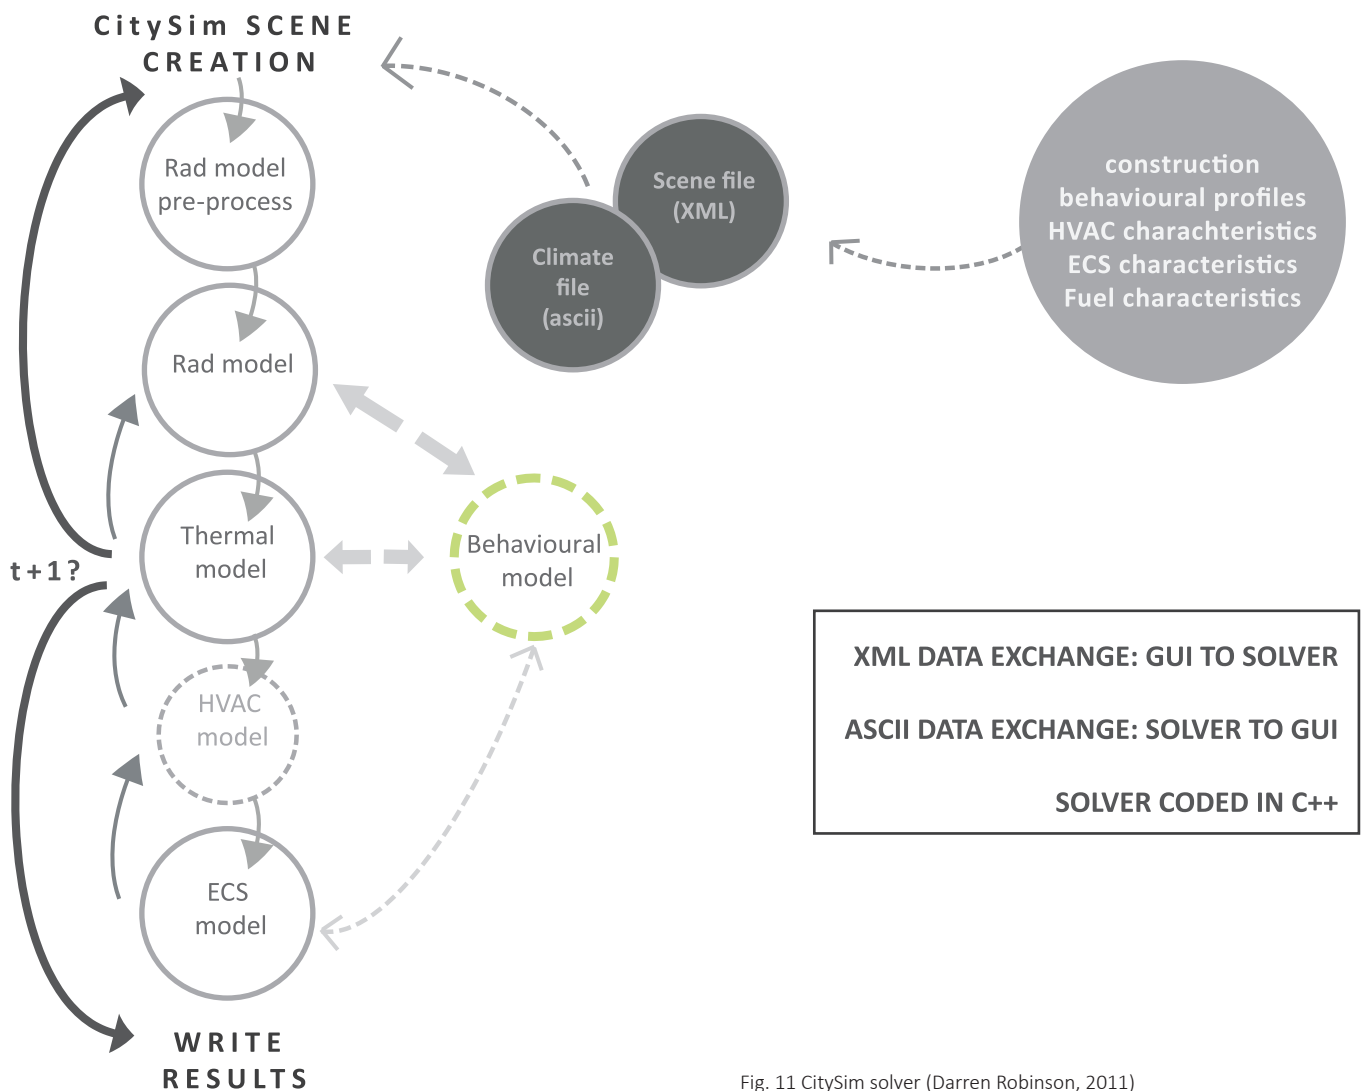 CitySim SCENE
CREATION
Rad model
pre-process
Rad model
Thermal
model
t+1?
HVAC
model
ECS
model
WRITE
RESULTS
Scene file
(XML)
Climate
file
(ascii)
Behavioural
model
construction
behavioural profiles
HVAC charachteristics
ECS characteristics
Fuel characteristics
XML DATA EXCHANGE: GUI TO SOLVER
ASCII DATA EXCHANGE: SOLVER TO GUI
SOLVER CODED IN C++
Fig. 11 CitySim solver (Darren Robinson, 2011)